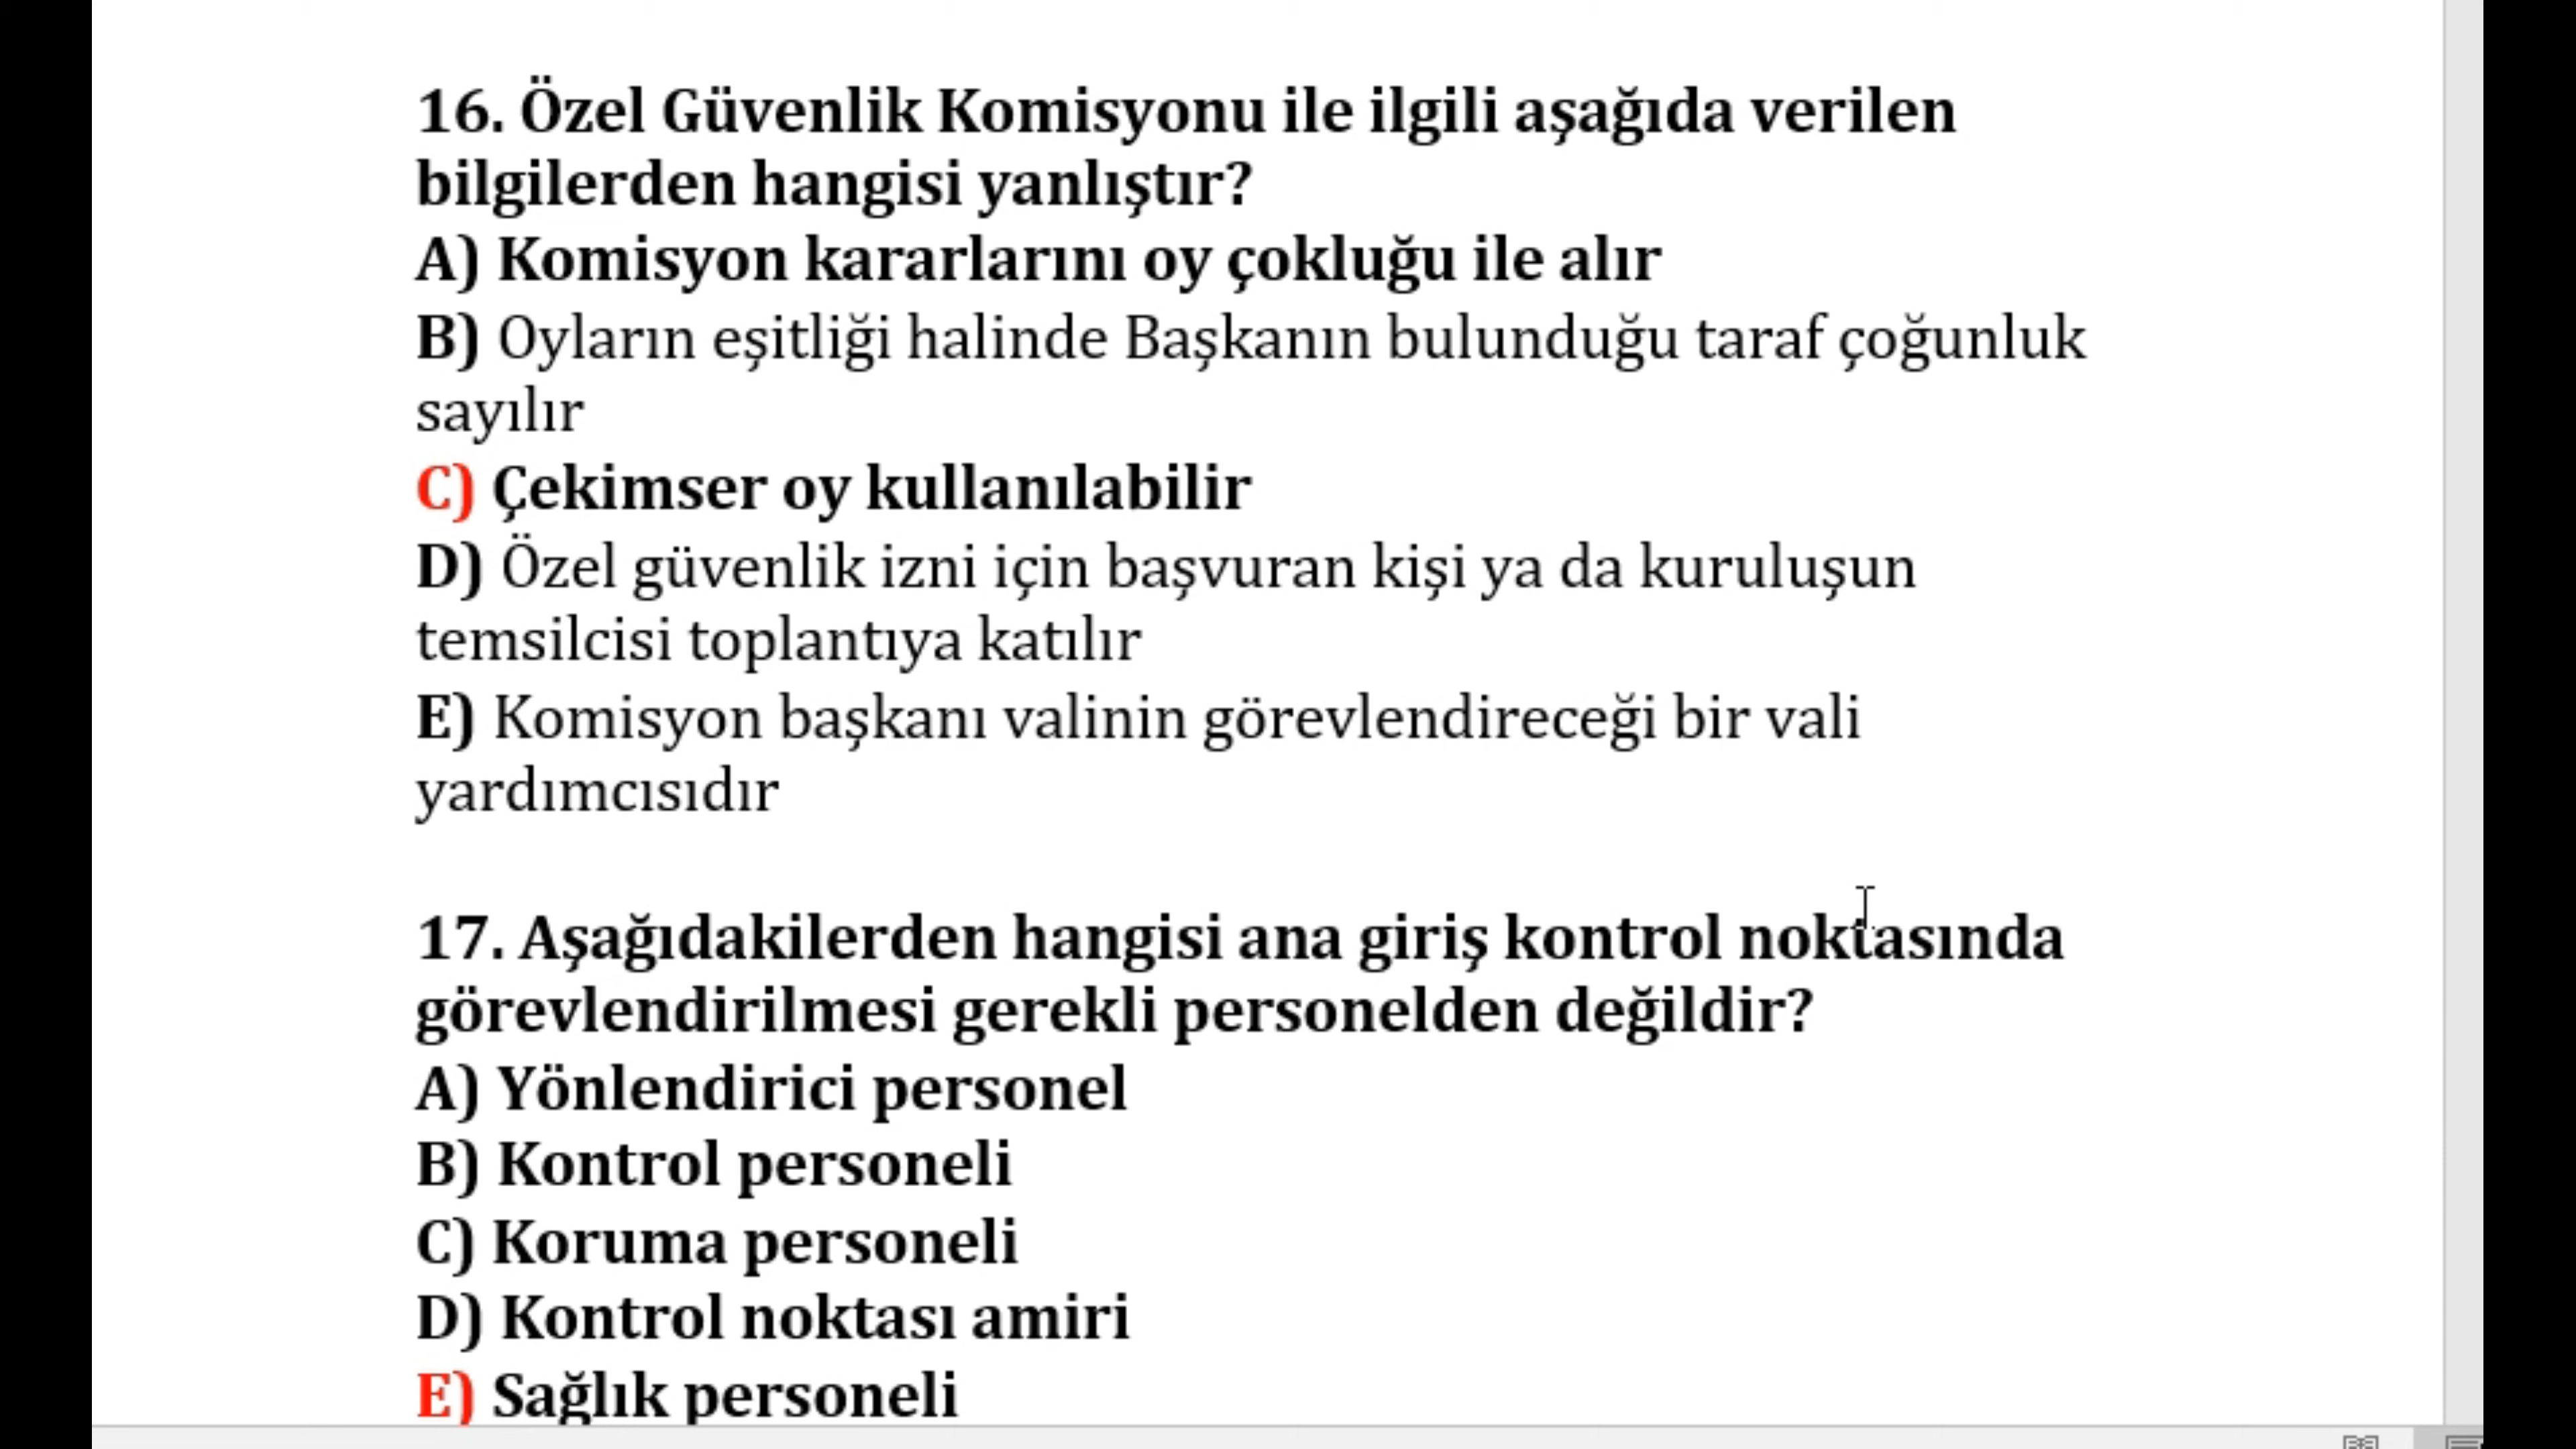 16. Özel Güvenlik Komisyonu ile ilgili aşağıda verilen
bilgilerden hangisi yanlıştır?
A) Komisyon kararlarını oy çokluğu ile alır
B) Oyların eşitliği halinde Başkanın bulunduğu taraf çoğunluk
sayılır
C) Çekimser oy kullanılabilir
D) Özel güvenlik izni için başvuran kişi ya da kuruluşun
temsilcisi toplantıya katılır
E) Komisyon başkanı valinin görevlendireceği bir vali
yardımcısıdır
17. Aşağıdakilerden hangisi ana giriş kontrol noktasında
görevlendirilmesi gerekli personelden değildir?
A) Yönlendirici personel
B) Kontrol personeli
C) Koruma personeli
D) Kontrol noktası amiri
E) Sağlık personeli